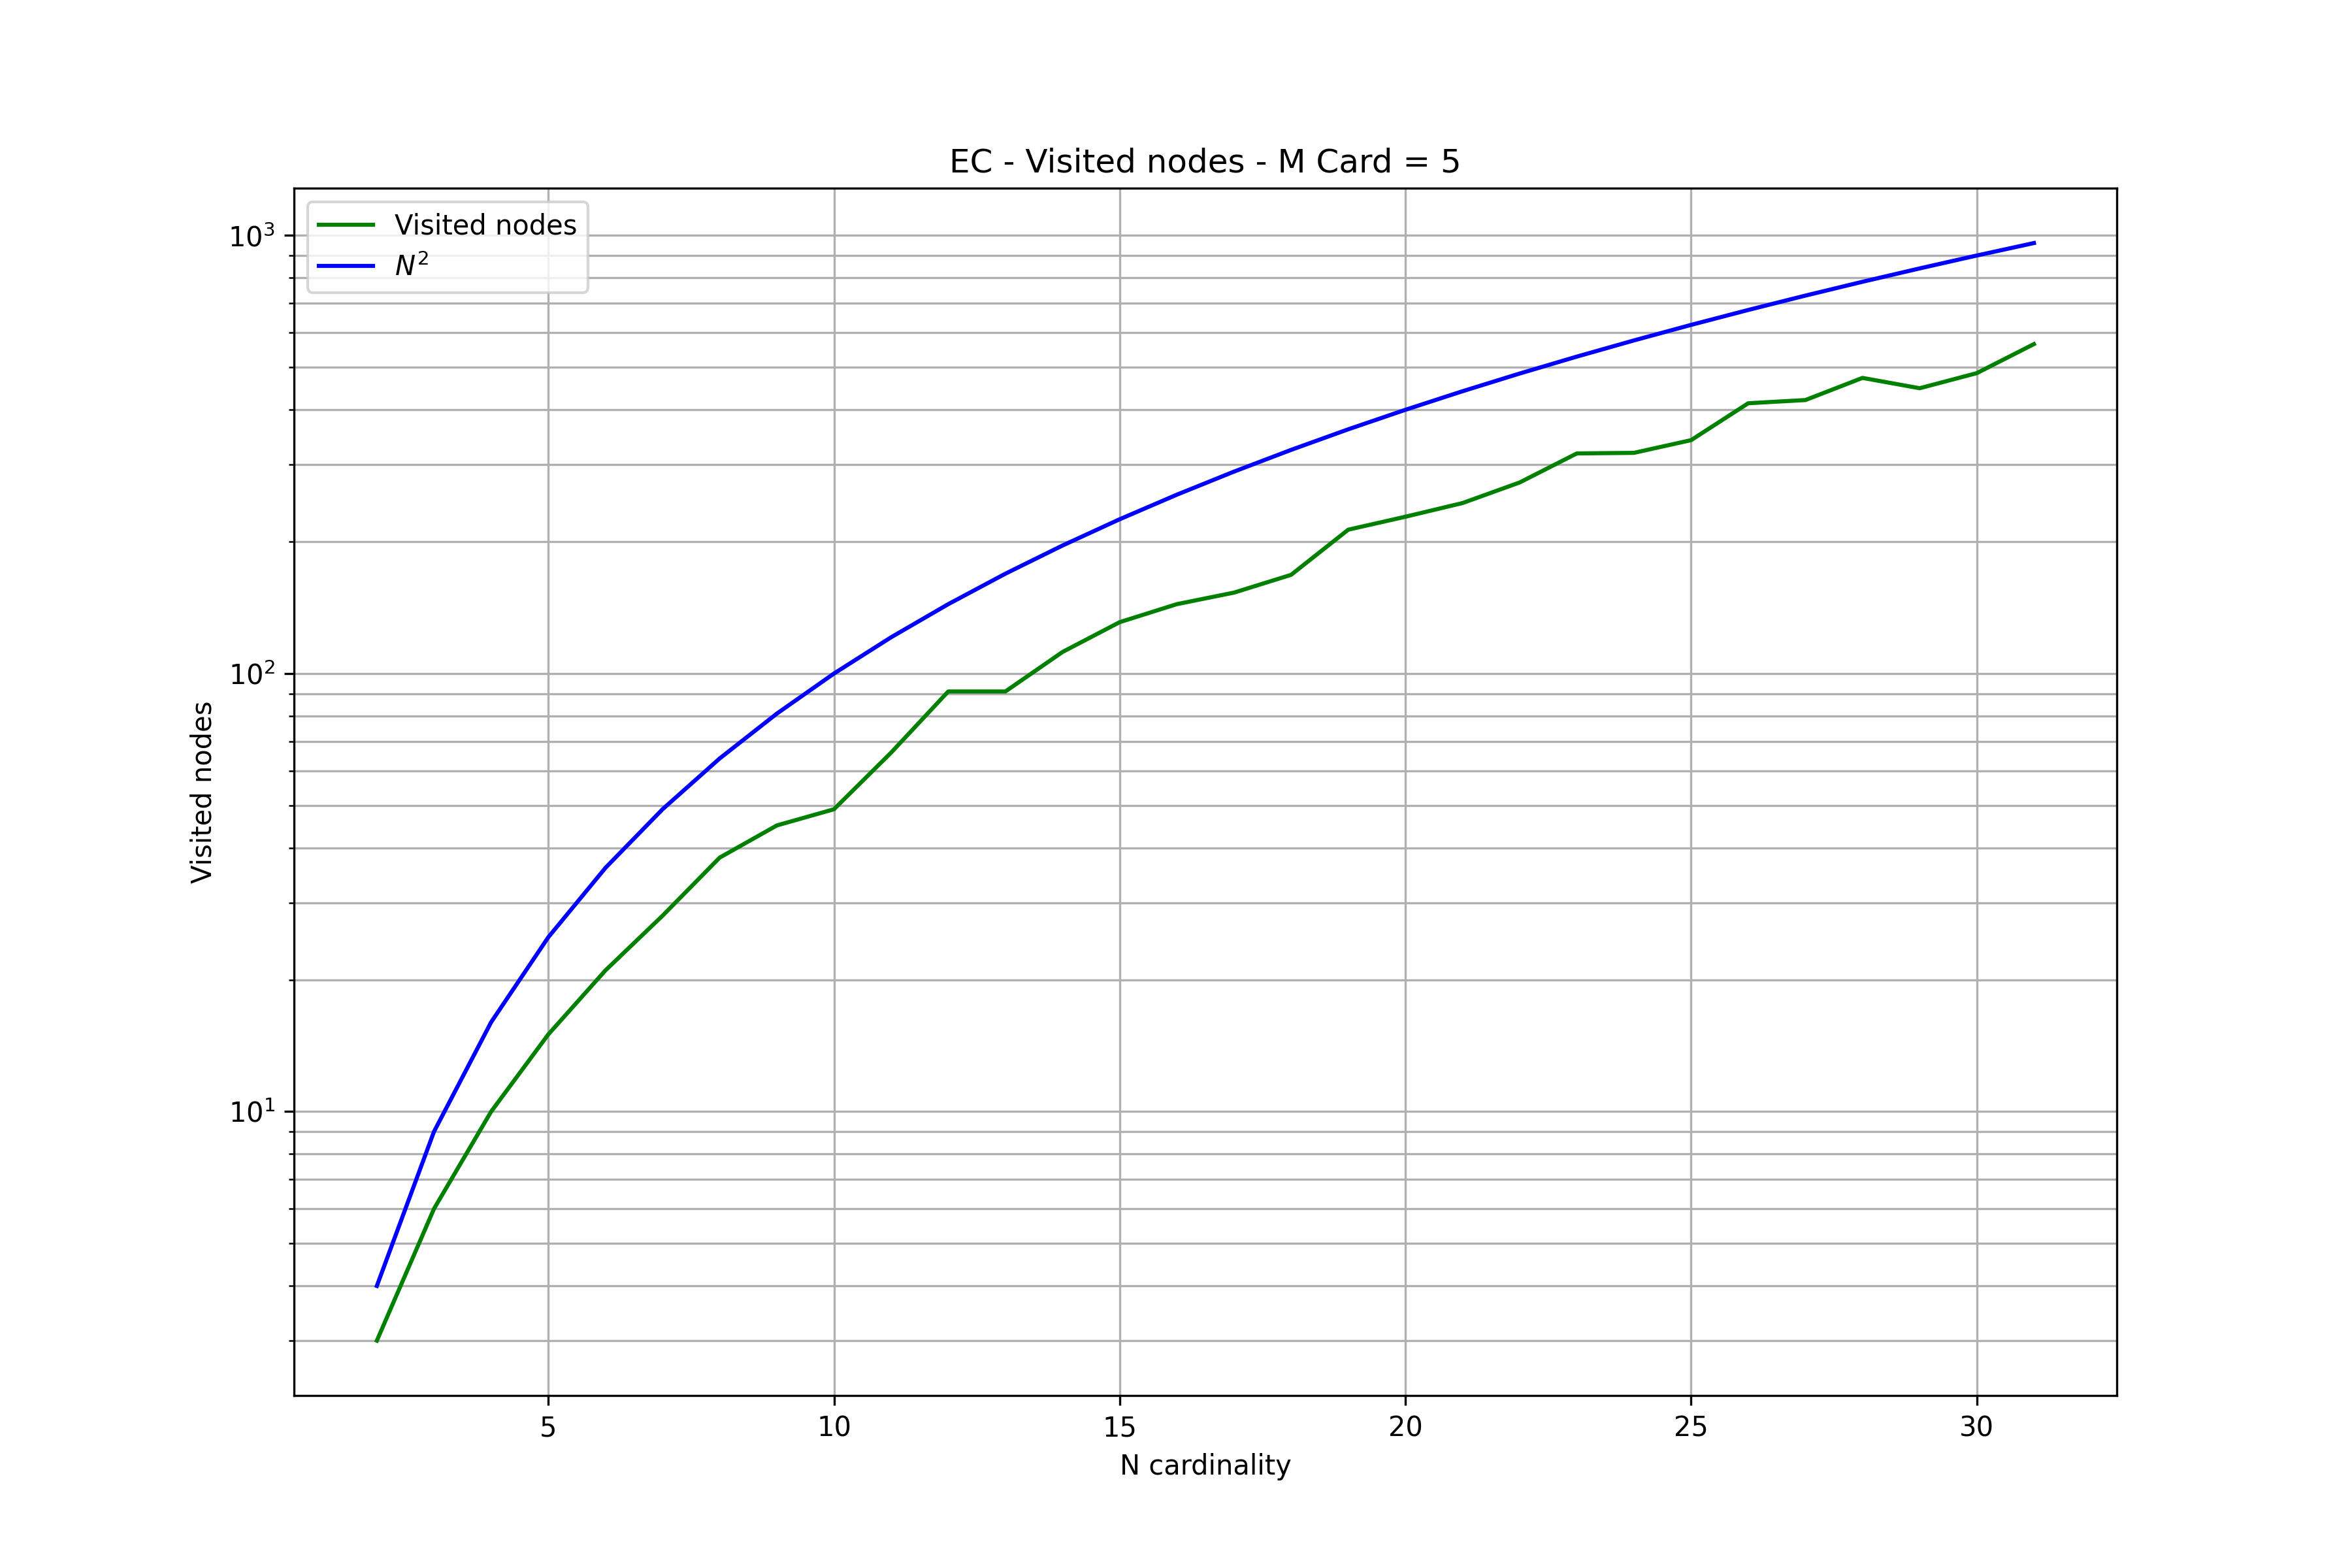 EC - Visited nodes - M Card = 5
Visited nodes
N²
10³
10²
10¹
Visited nodes
5 10 15 20 25 30
N cardinality